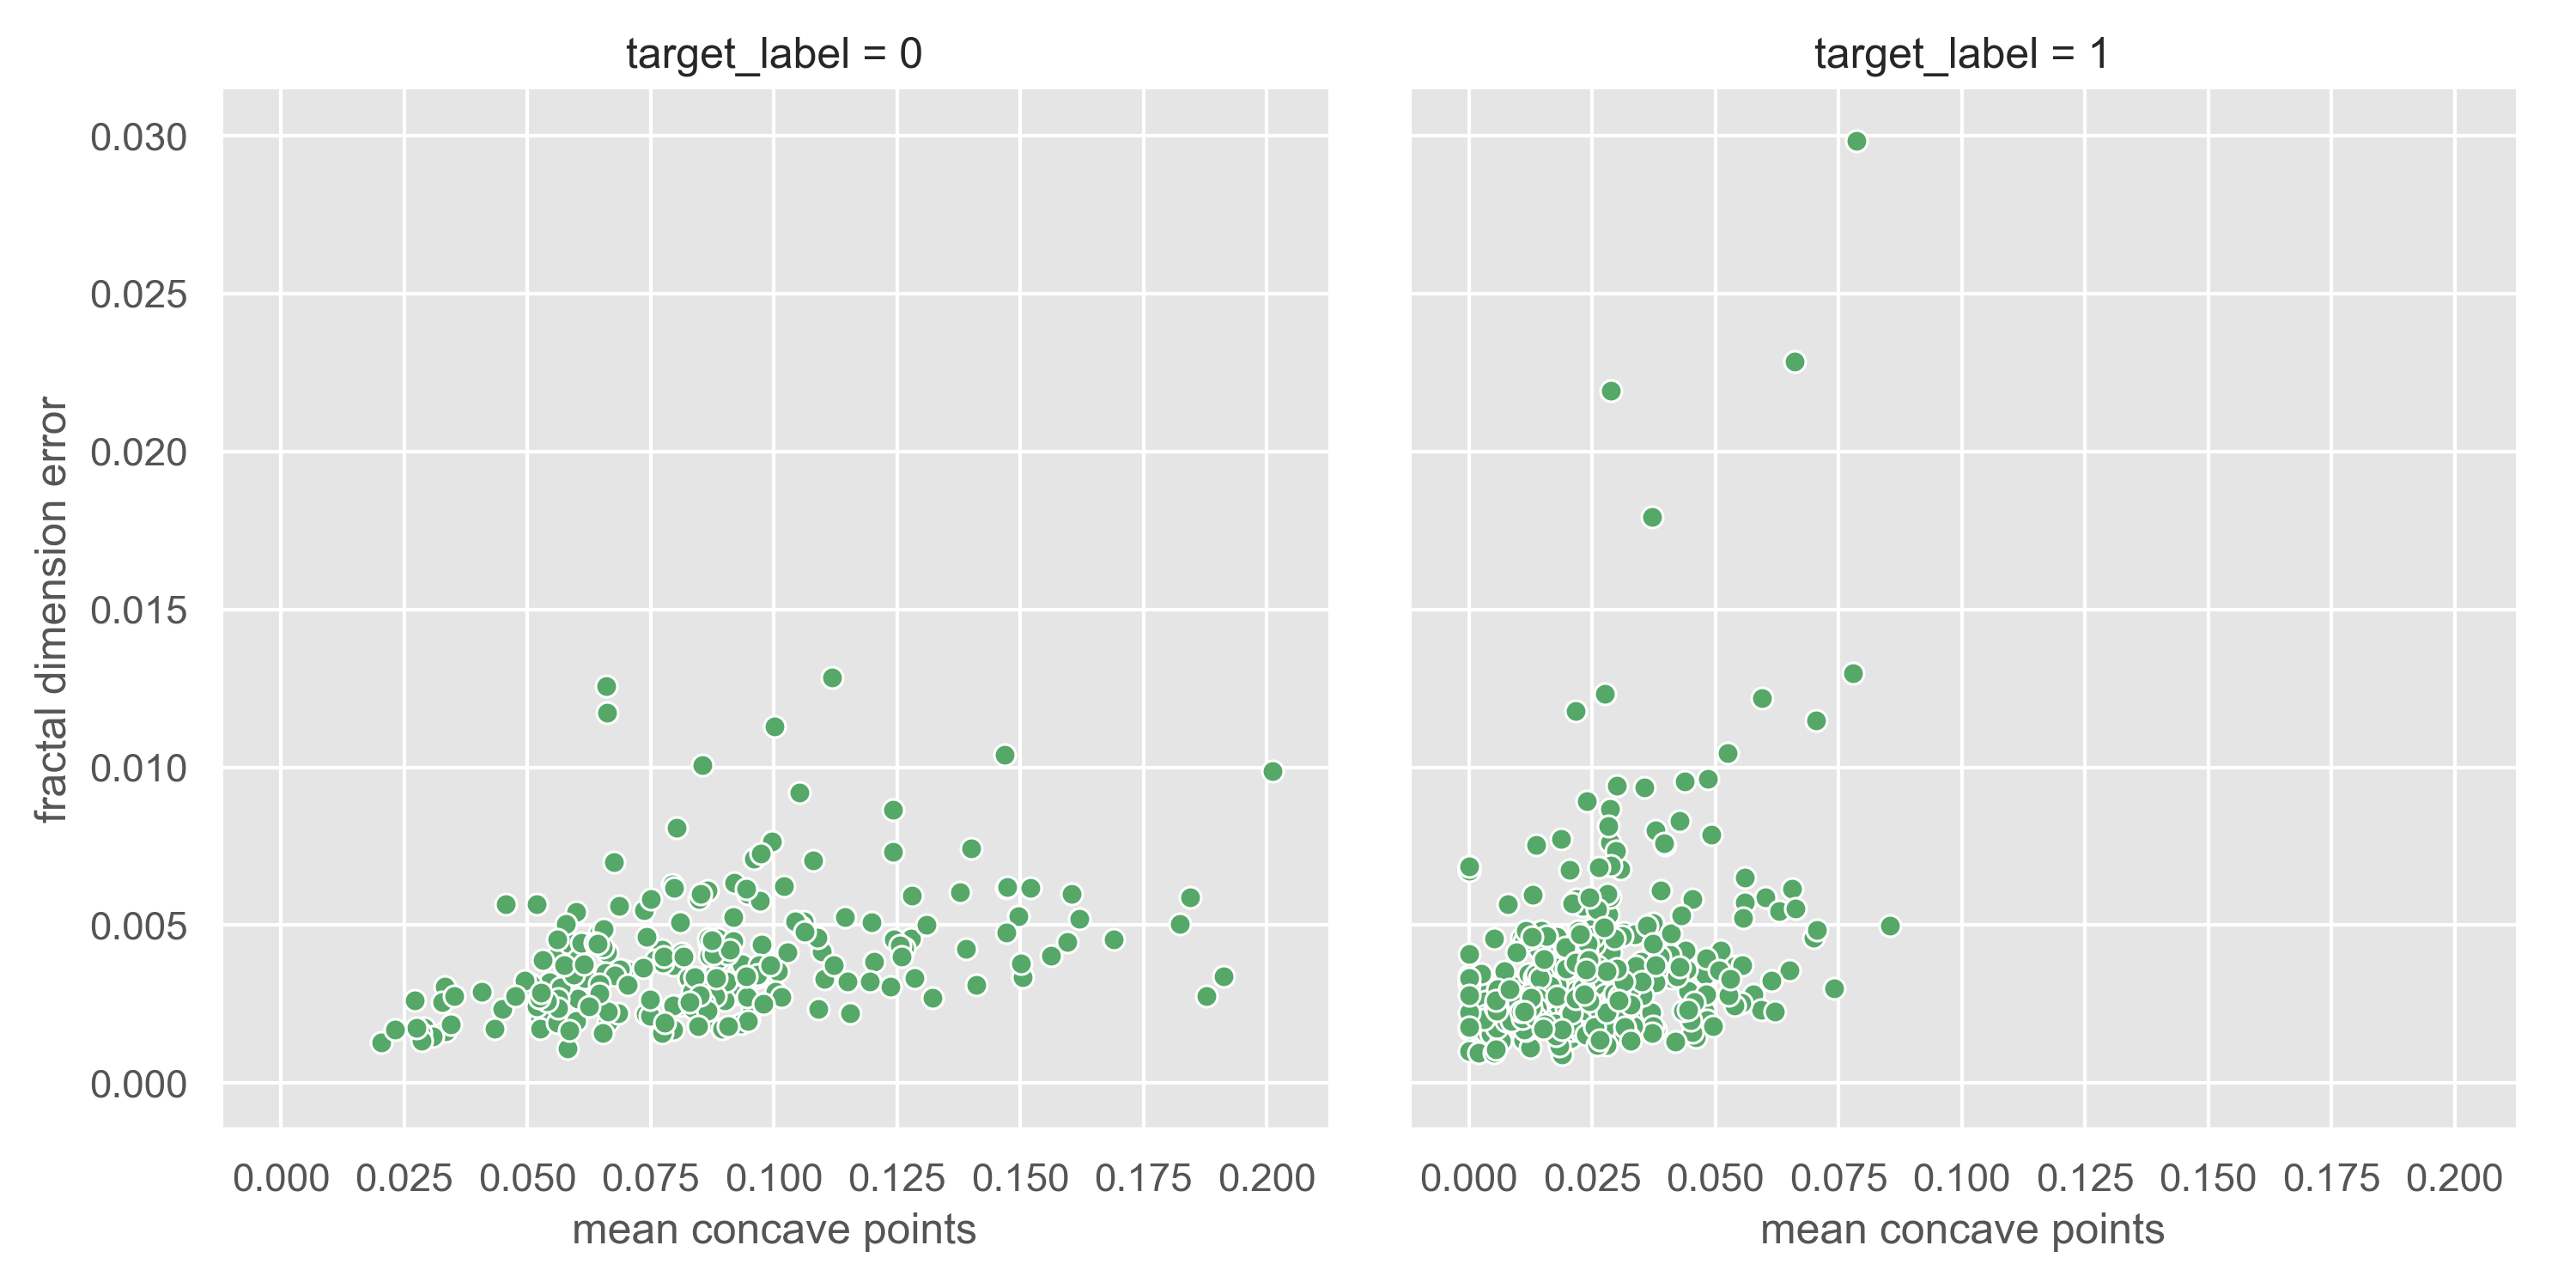 target_label = 0
target_label = 1
fractal dimension error
0.030
0.025
0.020
0.015
0.010
0.005
0.000
0.000 0.025 0.050 0.075 0.100 0.125 0.150 0.175 0.200
mean concave points
0.000 0.025 0.050 0.075 0.100 0.125 0.150 0.175 0.200
mean concave points